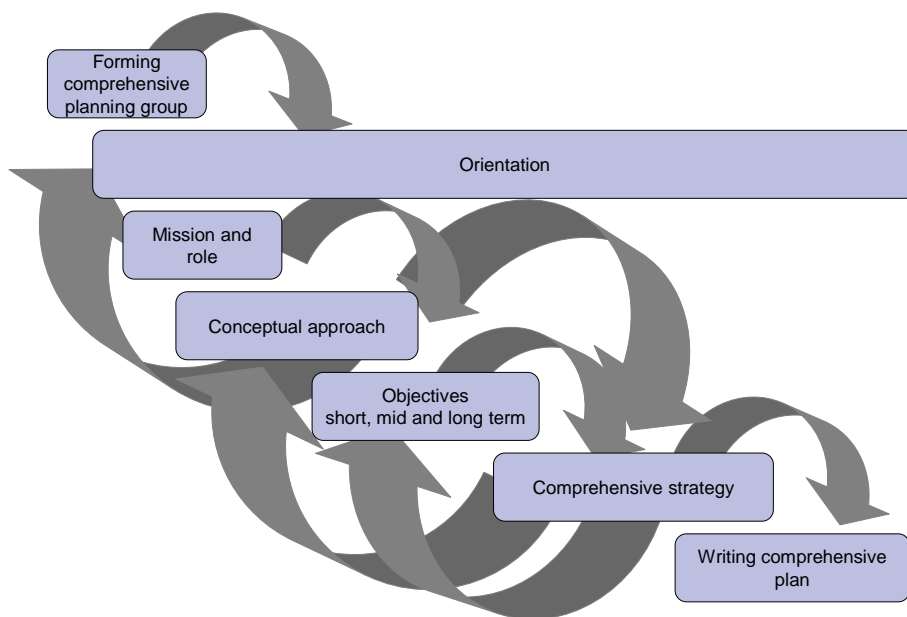 Forming
comprehensive
planning group
Orientation
Mission and
role
Conceptual approach
Objectives
short, mid and long term
Comprehensive strategy
Writing comprehensive
plan